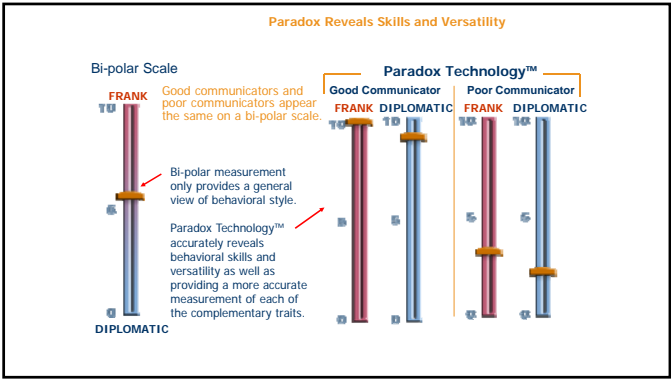 Paradox Reveals Skills and Versatility
Bi-polar Scale
FRANK
10
5
0
DIPLOMATIC
Good communicators and
poor communicators appear
the same on a bi-polar scale.
Bi-polar measurement
only provides a general
view of behavioral style.
Paradox Technology™
accurately reveals
behavioral skills and
versatility as well as
providing a more accurate
measurement of each of
the complementary traits.
Paradox Technology™
Good Communicator
Poor Communicator
FRANK DIPLOMATIC
FRANK DIPLOMATIC
10 10 10 10
5 5 5 5
0 0 0 0